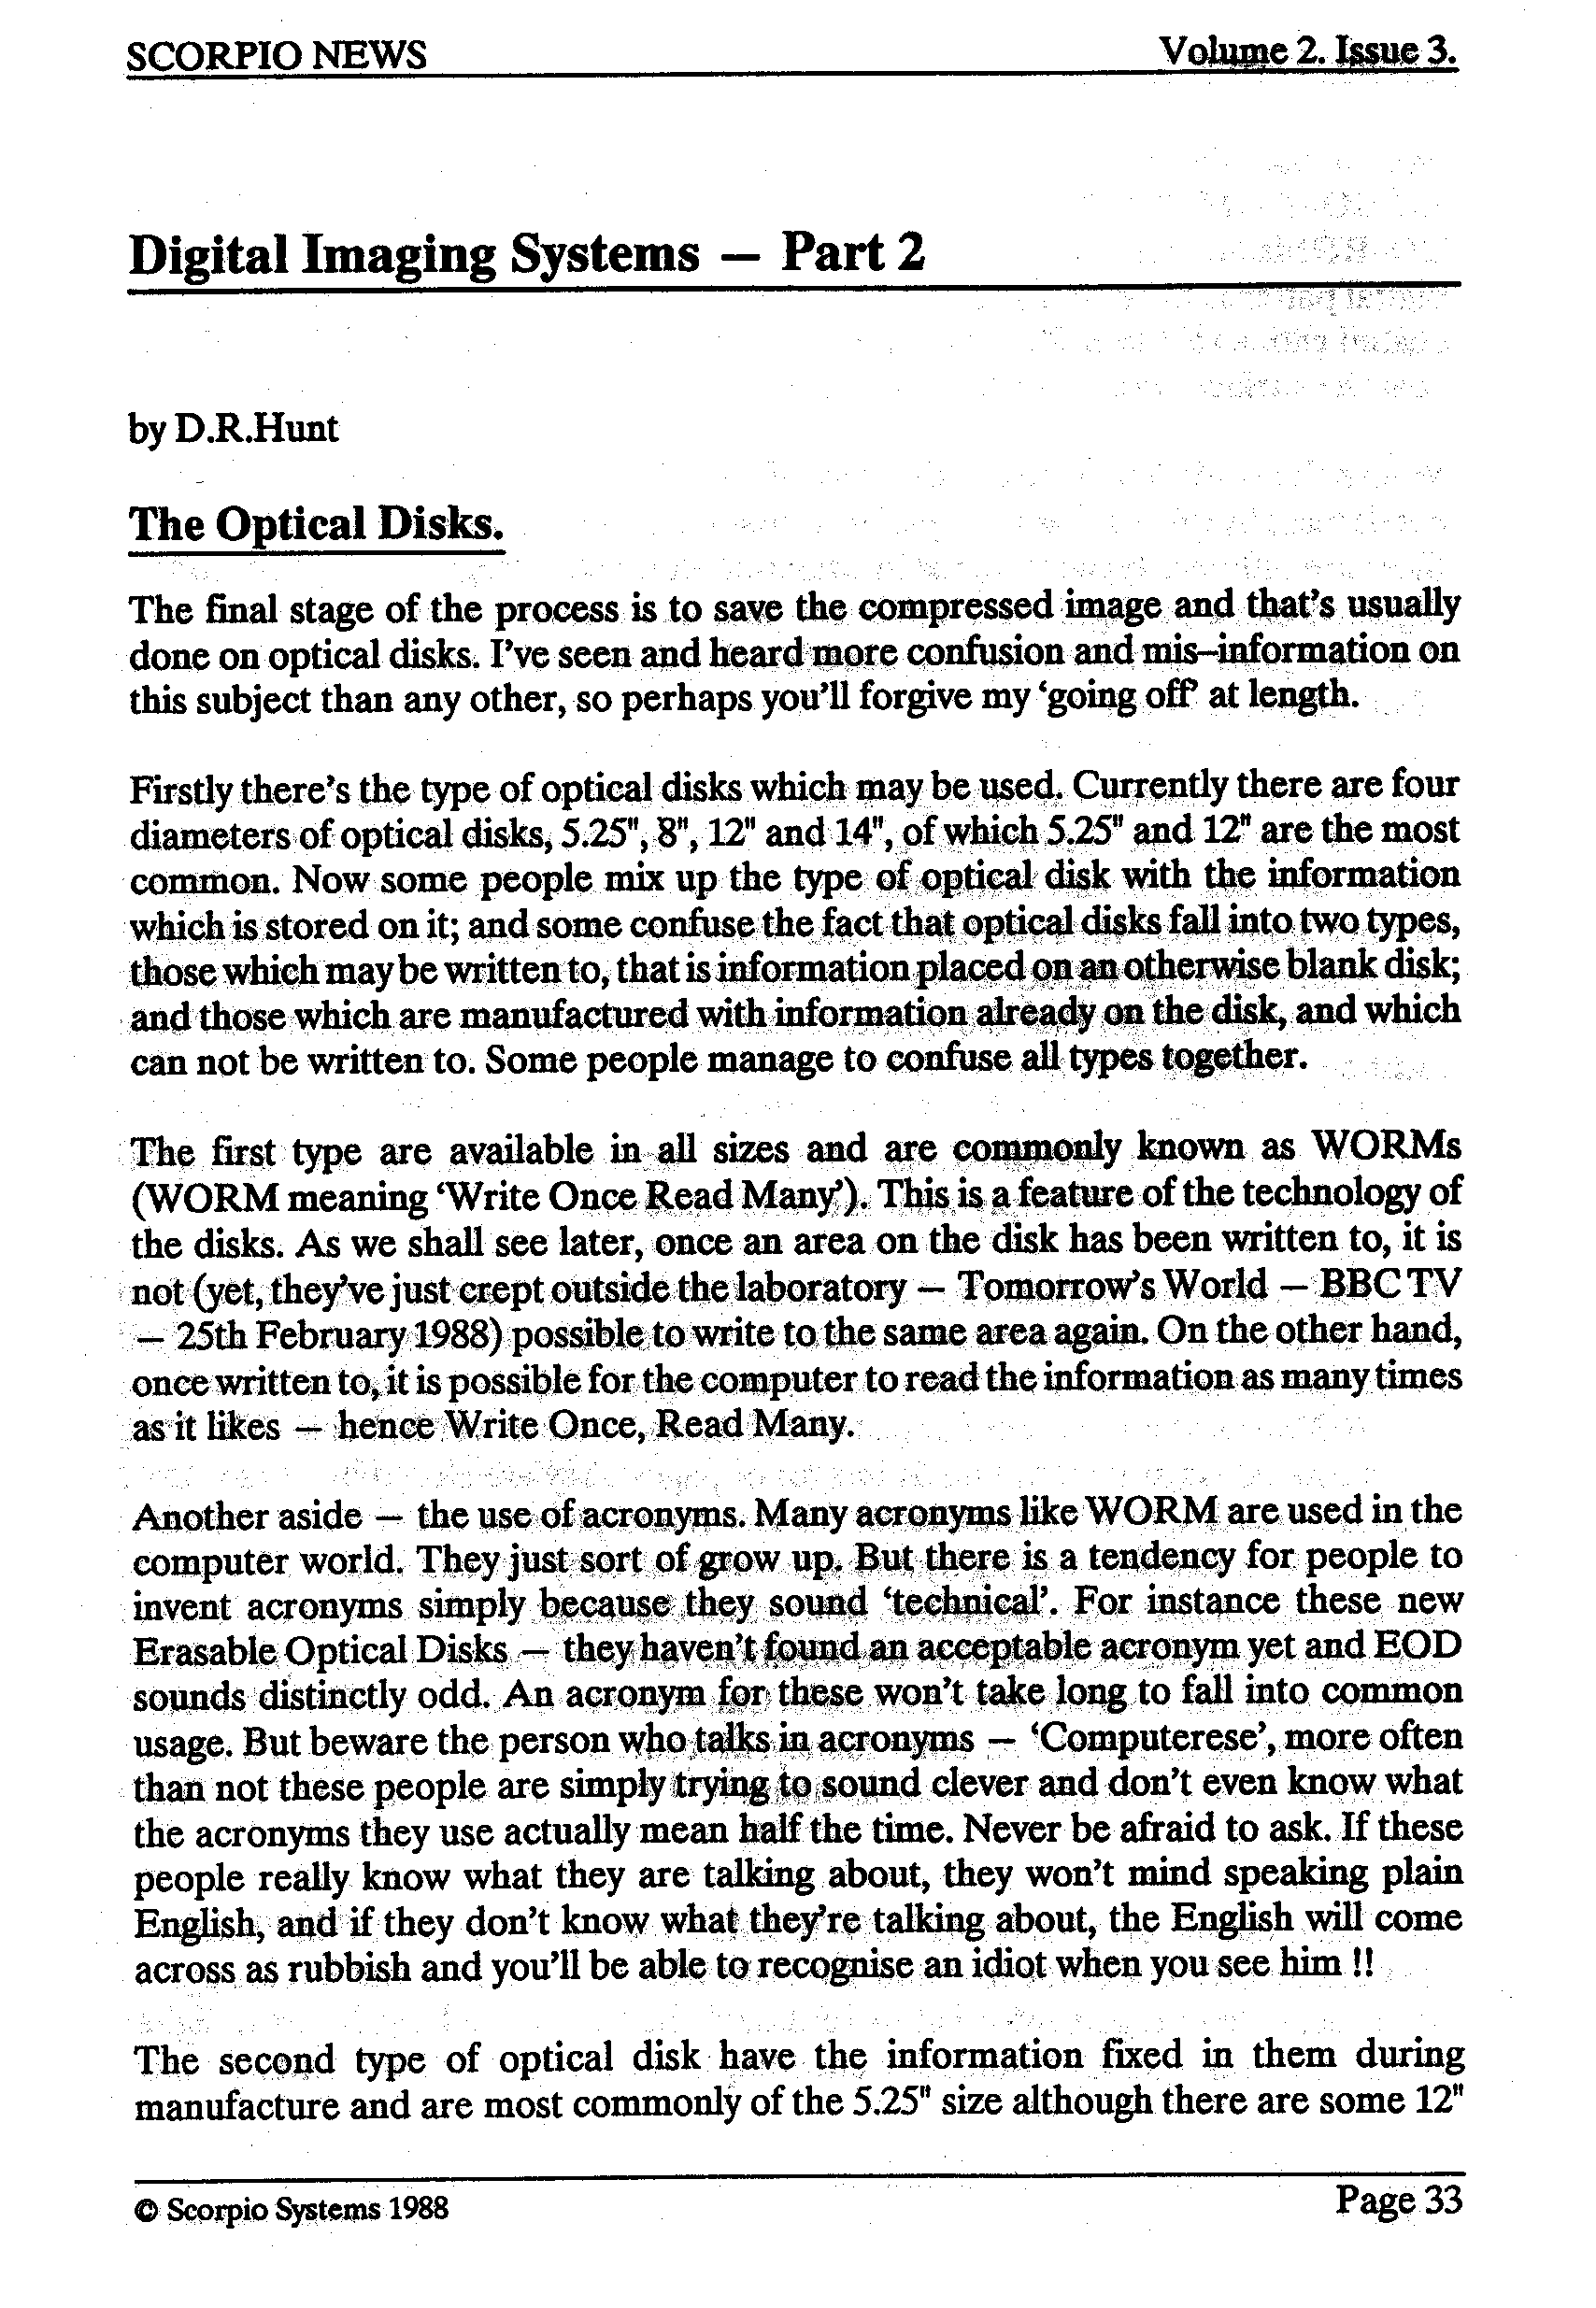 SCORPIO NEWS Volume 2. Issue 3.
Digital Imaging Systems — Part 2
by D.R.Hunt
The Optical Disks.
The final stage of the process is to save the compressed image and that's usually
done on optical disks. I've seen and heard more confusion and mis–information on
this subject than any other, so perhaps you'll forgive my ‘going off’ at length.
Firstly there's the type of optical disks which may be used. Currently there are four
diameters of optical disks, 5.25", 8", 12" and 14", of which 5.25" and 12" are the most
common. Now some people mix up the type of optical disk with the information
which is stored on it; and some confuse the fact that optical disks fall into two types,
those which may be written to, that is information placed on an otherwise blank disk;
and those which are manufactured with information already on the disk, and which
can not be written to. Some people manage to confuse all types together.
The first type are available in all sizes and are commonly known as WORMs
(WORM meaning ‘Write Once Read Many’). This is a feature of the technology of
the disks. As we shall see later, once an area on the disk has been written to, it is
not (yet, they've just crept outside the laboratory — Tomorrow's World — BBC TV
— 25th February 1988) possible to write to the same area again. On the other hand,
once written to, it is possible for the computer to read the information as many times
as it likes — hence Write Once, Read Many.
Another aside — the use of acronyms. Many acronyms like WORM are used in the
computer world. They just sort of grow up. But there is a tendency for people to
invent acronyms simply because they sound ‘technical’. For instance these new
Erasable Optical Disks — they haven't found an acceptable acronym yet and EOD
sounds distinctly odd. An acronym for these won't take long to fall into common
usage. But beware the person who talks in acronyms — ‘Computerese’, more often
than not these people are simply trying to sound clever and don't even know what
the acronyms they use actually mean half the time. Never be afraid to ask. If these
people really know what they are talking about, they won't mind speaking plain
English, and if they don't know what they're talking about, the English will come
across as rubbish and you'll be able to recognise an idiot when you see him !!
The second type of optical disk have the information fixed in them during
manufacture and are most commonly of the 5.25" size although there are some 12"
© Scorpio Systems 1988 Page 33